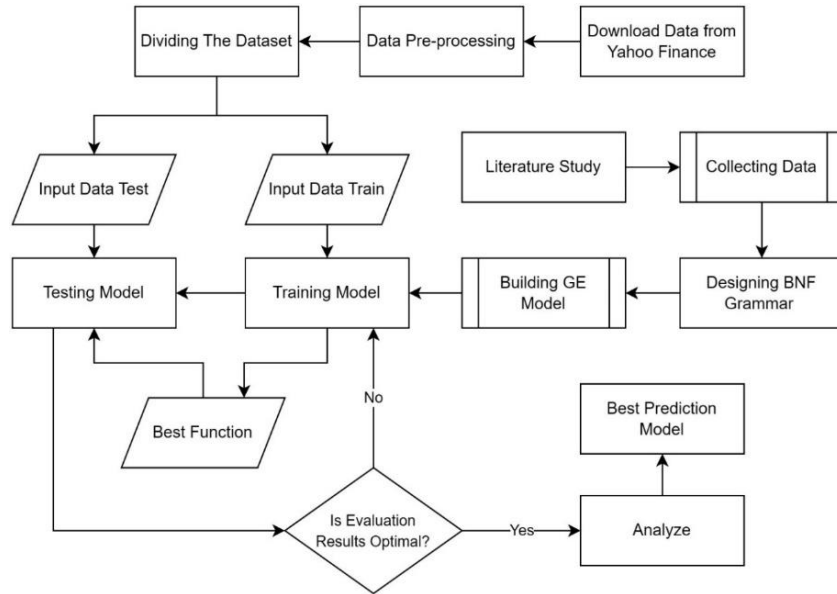 Dividing The Dataset
Data Pre-processing
Download Data from
Yahoo Finance
Input Data Test
Input Data Train
Literature Study
Collecting Data
Testing Model
Training Model
Building GE
Model
Designing BNF
Grammar
No
Best Function
Best Prediction
Model
Is Evaluation
Results Optimal?
Yes
Analyze